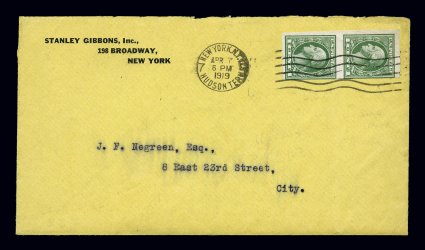 STANLEY GIBBONS, Inc.,
198 BROADWAY,
NEW YORK
NEW YORK, N.Y.
APR 7
6 PM
1919
HUDSON TERM.
J. F. Negreen, Esq.,
6 East 23rd Street,
City.